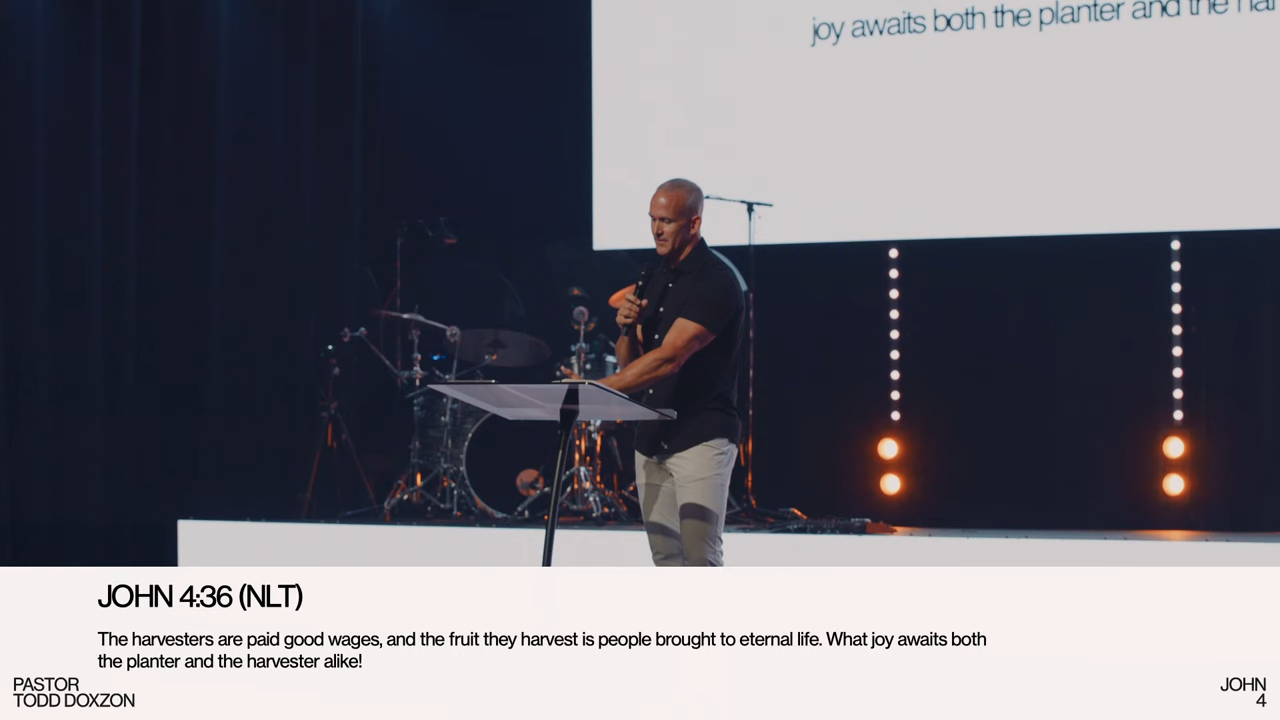 joy awaits both the planter and the
JOHN 4:36 (NLT)
The harvesters are paid good wages, and the fruit they harvest is people brought to eternal life. What joy awaits both
the planter and the harvester alike!
PASTOR
TODD DOXZON
JOHN
4